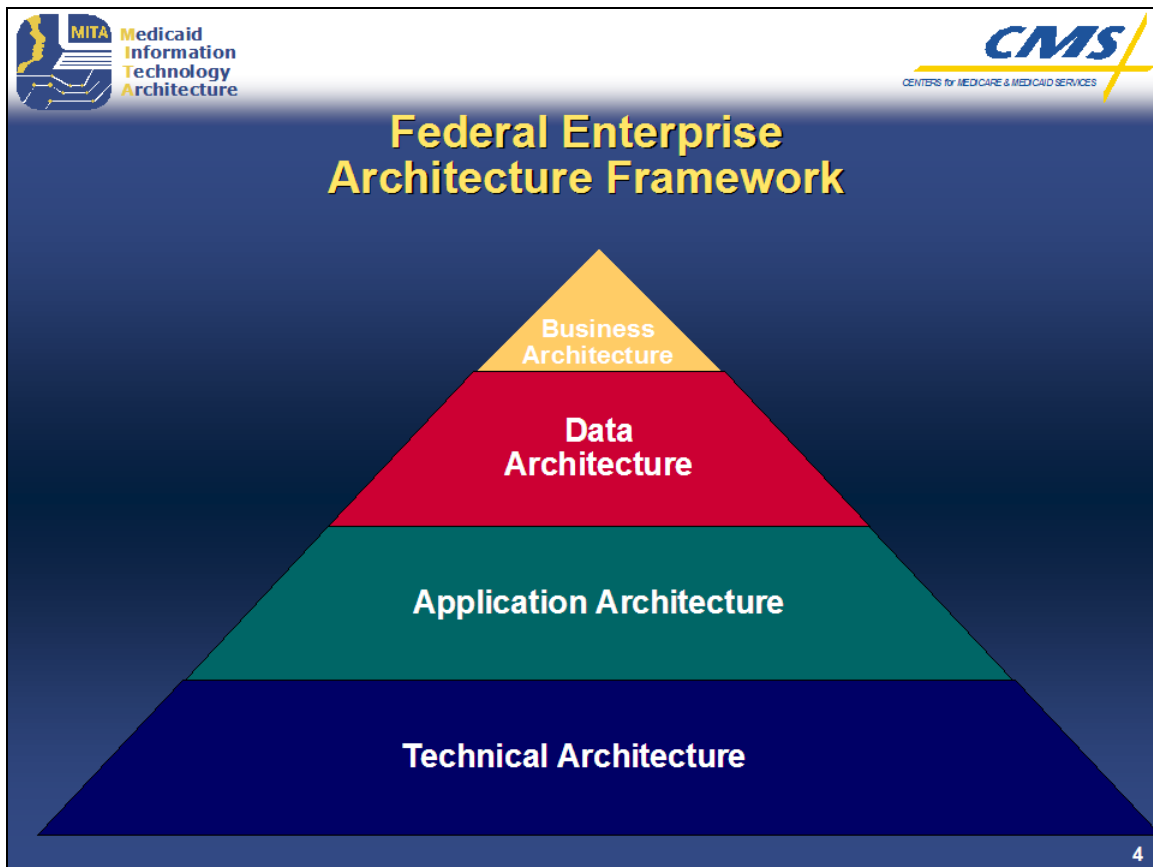 MITA
Medicaid
Information
Technology
Architecture
CMS
CENTERS for MEDICARE & MEDICAID SERVICES
Federal Enterprise
Architecture Framework
Business
Architecture
Data
Architecture
Application Architecture
Technical Architecture
4